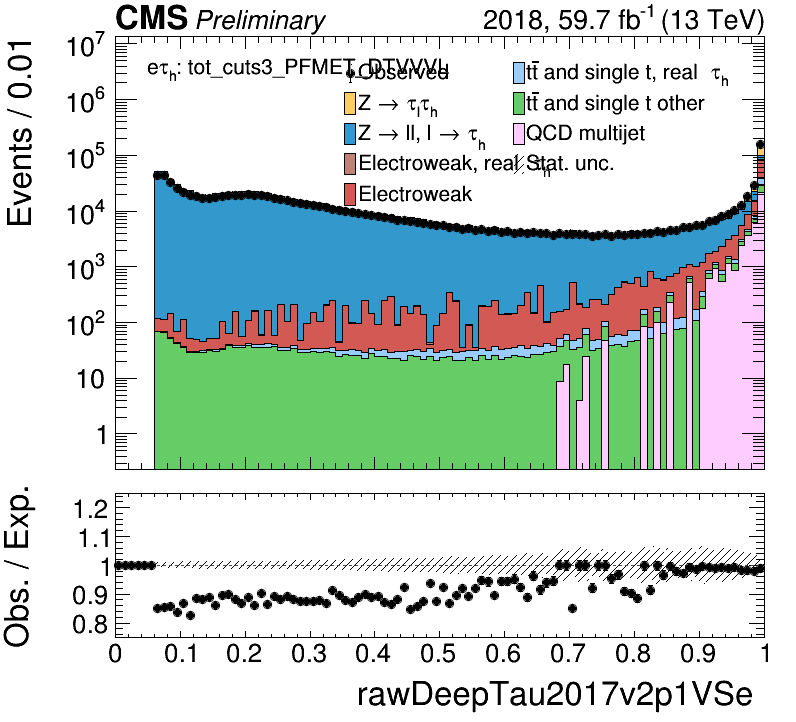 CMS Preliminary 2018, 59.7 fb⁻¹ (13 TeV)
Events / 0.01
10⁷
10⁶
10⁵
10⁴
10³
10²
10
1
eτₕ: tot_cuts3_PFMET_DTVVVL
Observed
tt̄ and single t, real τₕ
Z → τₗτₕ
tt̄ and single t other
Z → ll, l → τₕ
QCD multijet
Electroweak, real τₕ
Stat. unc.
Electroweak
Obs. / Exp.
1.2
1.1
1
0.9
0.8
0 0.1 0.2 0.3 0.4 0.5 0.6 0.7 0.8 0.9 1
rawDeepTau2017v2p1VSe